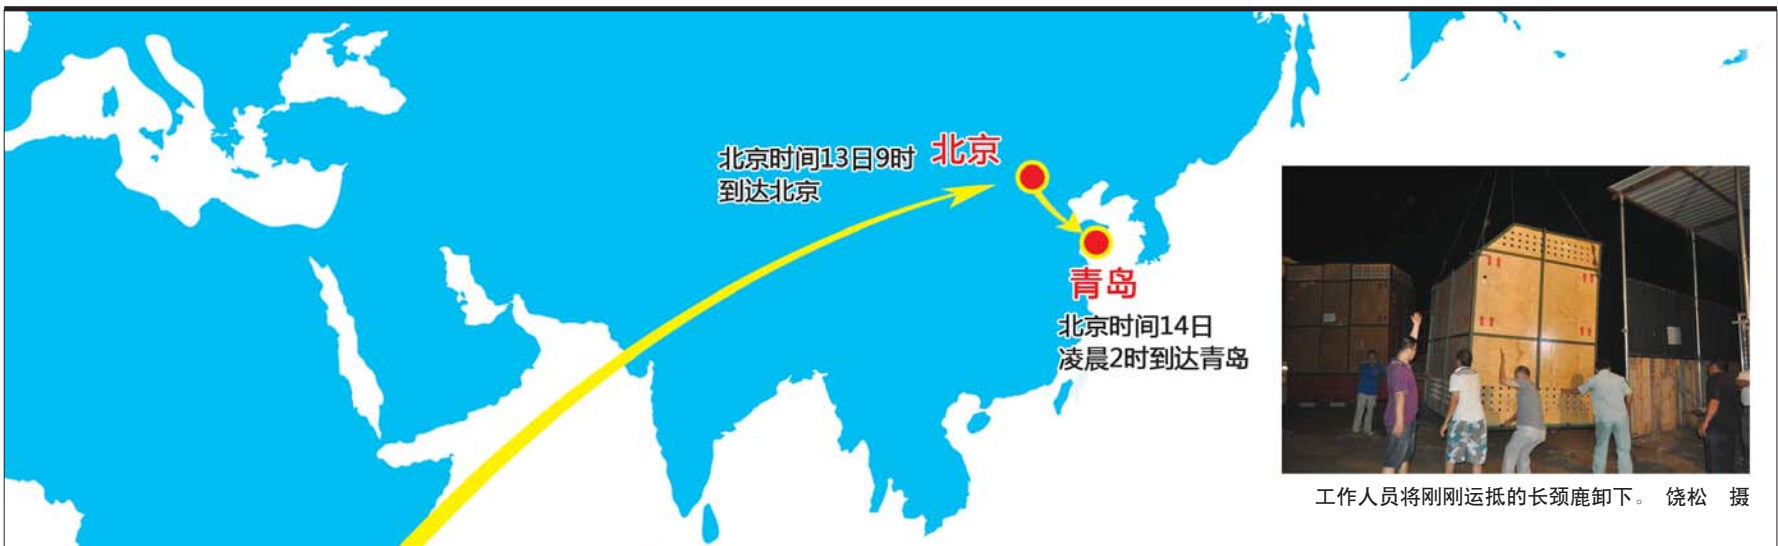 北京时间13日9时
到达北京
北京
青岛
北京时间14日
凌晨2时到达青岛
工作人员将刚刚运抵的长颈鹿卸下。 饶松 摄